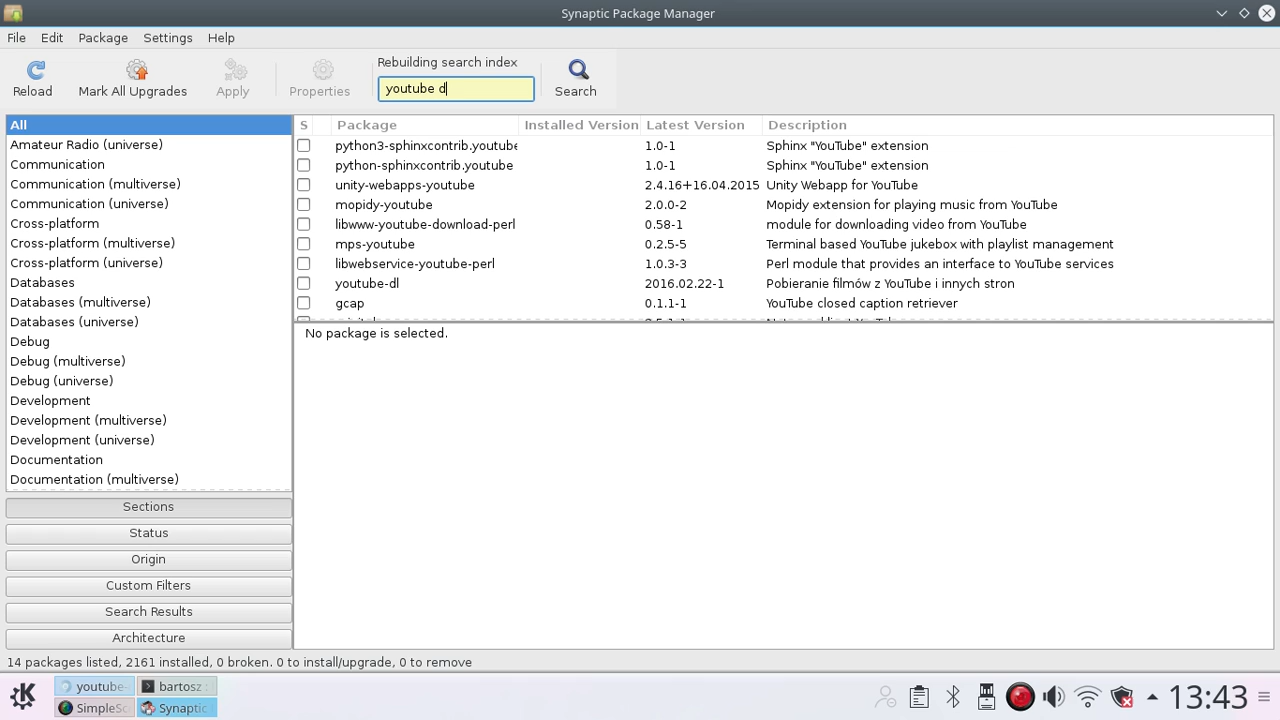 Synaptic Package Manager
File Edit Package Settings Help
Rebuilding search index
youtube d
Reload Mark All Upgrades Apply Properties Search
All
Amateur Radio (universe)
Communication
Communication (multiverse)
Communication (universe)
Cross-platform
Cross-platform (multiverse)
Cross-platform (universe)
Databases
Databases (multiverse)
Databases (universe)
Debug
Debug (multiverse)
Debug (universe)
Development
Development (multiverse)
Development (universe)
Documentation
Documentation (multiverse)
Sections
Status
Origin
Custom Filters
Search Results
Architecture
S Package Installed Version Latest Version Description
python3-sphinxcontrib.youtube 1.0-1 Sphinx "YouTube" extension
python-sphinxcontrib.youtube 1.0-1 Sphinx "YouTube" extension
unity-webapps-youtube 2.4.16+16.04.2015 Unity Webapp for YouTube
mopidy-youtube 2.0.0-2 Mopidy extension for playing music from YouTube
libwww-youtube-download-perl 0.58-1 module for downloading video from YouTube
mps-youtube 0.2.5-5 Terminal based YouTube jukebox with playlist management
libwebservice-youtube-perl 1.0.3-3 Perl module that provides an interface to YouTube services
youtube-dl 2016.02.22-1 Pobieranie filmów z YouTube i innych stron
gcap 0.1.1-1 YouTube closed caption retriever
No package is selected.
14 packages listed, 2161 installed, 0 broken. 0 to install/upgrade, 0 to remove
youtube- bartosz :
SimpleSc Synaptic
13:43